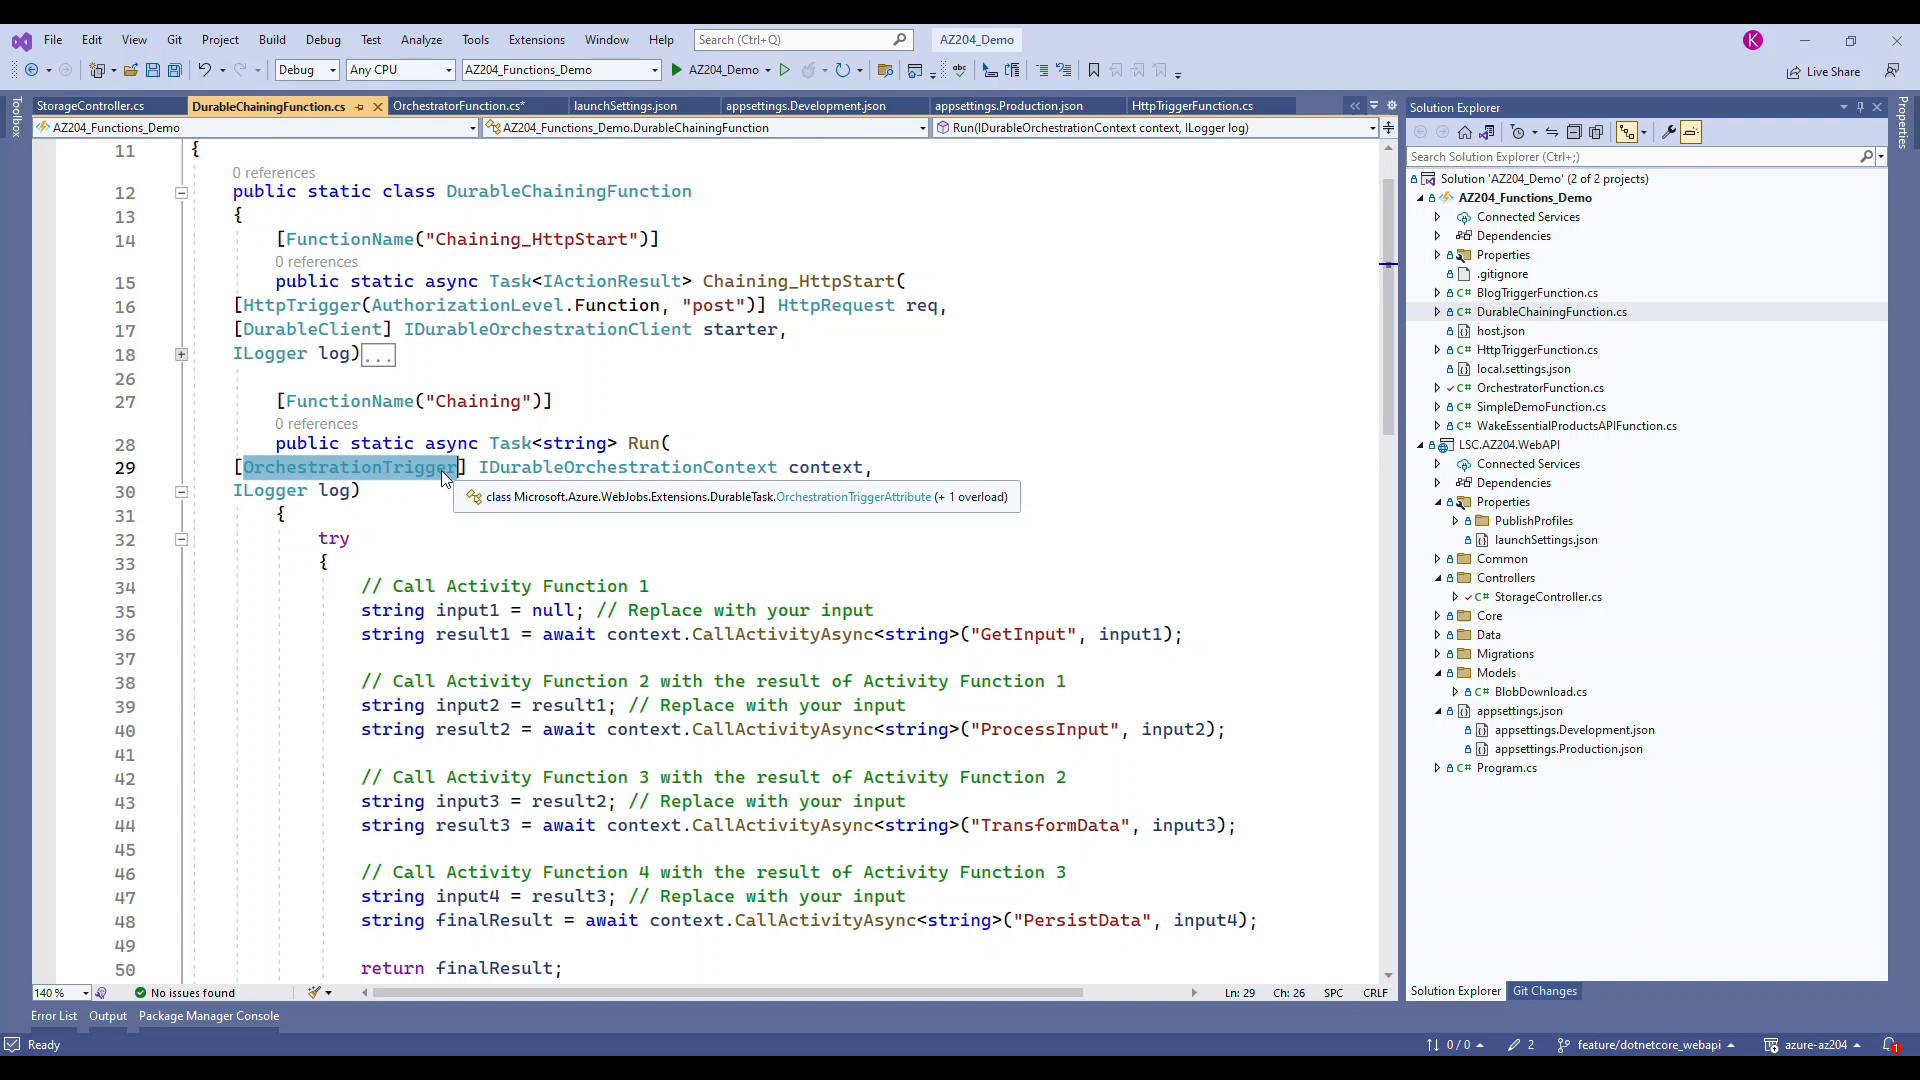 File Edit View Git Project Build Debug Test Analyze Tools Extensions Window Help Search (Ctrl+Q) AZ204_Demo K
Debug Any CPU AZ204_Functions_Demo AZ204_Demo Live Share
Toolbox
StorageController.cs DurableChainingFunction.cs OrchestratorFunction.cs* launchSettings.json appsettings.Development.json appsettings.Production.json HttpTriggerFunction.cs
AZ204_Functions_Demo AZ204_Functions_Demo.DurableChainingFunction Run(IDurableOrchestrationContext context, ILogger log)
11 {
0 references
12 public static class DurableChainingFunction
13 {
14 [FunctionName("Chaining_HttpStart")]
0 references
15 public static async Task<IActionResult> Chaining_HttpStart(
16 [HttpTrigger(AuthorizationLevel.Function, "post")] HttpRequest req,
17 [DurableClient] IDurableOrchestrationClient starter,
18 ILogger log)...
26
27 [FunctionName("Chaining")]
0 references
28 public static async Task<string> Run(
29 [OrchestrationTrigger] IDurableOrchestrationContext context,
30 ILogger log)
class Microsoft.Azure.WebJobs.Extensions.DurableTask.OrchestrationTriggerAttribute (+ 1 overload)
31 {
32 try
33 {
34 // Call Activity Function 1
35 string input1 = null; // Replace with your input
36 string result1 = await context.CallActivityAsync<string>("GetInput", input1);
37
38 // Call Activity Function 2 with the result of Activity Function 1
39 string input2 = result1; // Replace with your input
40 string result2 = await context.CallActivityAsync<string>("ProcessInput", input2);
41
42 // Call Activity Function 3 with the result of Activity Function 2
43 string input3 = result2; // Replace with your input
44 string result3 = await context.CallActivityAsync<string>("TransformData", input3);
45
46 // Call Activity Function 4 with the result of Activity Function 3
47 string input4 = result3; // Replace with your input
48 string finalResult = await context.CallActivityAsync<string>("PersistData", input4);
49
50 return finalResult;
140 % No issues found Ln: 29 Ch: 26 SPC CRLF
Error List Output Package Manager Console
Solution Explorer
Search Solution Explorer (Ctrl+;)
Solution 'AZ204_Demo' (2 of 2 projects)
AZ204_Functions_Demo
Connected Services
Dependencies
Properties
.gitignore
C# BlogTriggerFunction.cs
C# DurableChainingFunction.cs
host.json
C# HttpTriggerFunction.cs
local.settings.json
C# OrchestratorFunction.cs
C# SimpleDemoFunction.cs
C# WakeEssentialProductsAPIFunction.cs
LSC.AZ204.WebAPI
Connected Services
Dependencies
Properties
PublishProfiles
launchSettings.json
Common
Controllers
C# StorageController.cs
Core
Data
Migrations
Models
C# BlobDownload.cs
appsettings.json
appsettings.Development.json
appsettings.Production.json
C# Program.cs
Solution Explorer Git Changes
Properties
Ready 0 / 0 2 feature/dotnetcore_webapi azure-az204 1